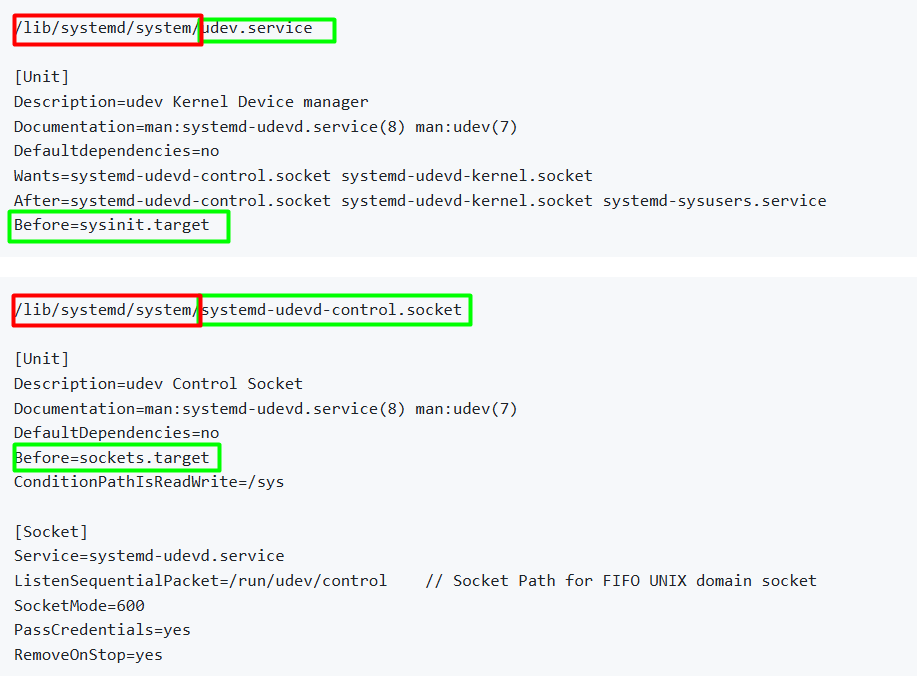 /lib/systemd/system/udev.service
[Unit]
Description=udev Kernel Device manager
Documentation=man:systemd-udevd.service(8) man:udev(7)
Defaultdependencies=no
Wants=systemd-udevd-control.socket systemd-udevd-kernel.socket
After=systemd-udevd-control.socket systemd-udevd-kernel.socket systemd-sysusers.service
Before=sysinit.target
/lib/systemd/system/systemd-udevd-control.socket
[Unit]
Description=udev Control Socket
Documentation=man:systemd-udevd.service(8) man:udev(7)
DefaultDependencies=no
Before=sockets.target
ConditionPathIsReadWrite=/sys
[Socket]
Service=systemd-udevd.service
ListenSequentialPacket=/run/udev/control    // Socket Path for FIFO UNIX domain socket
SocketMode=600
PassCredentials=yes
RemoveOnStop=yes